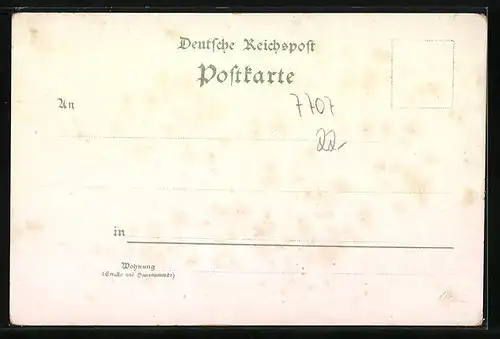 Deutsche Reichspost
Postkarte
An
7707
22.-
in
Wohnung
(Straße und Hausnummer)